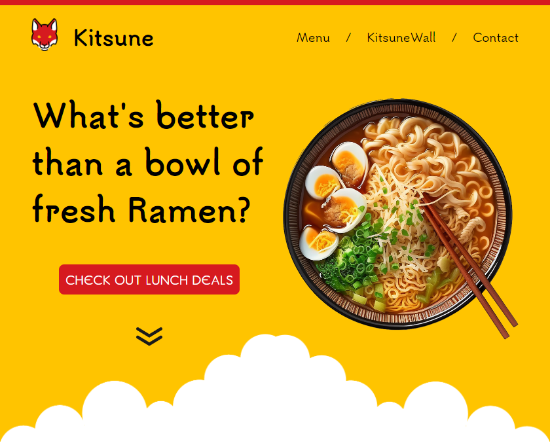 Kitsune
Menu / KitsuneWall / Contact
What's better
than a bowl of
fresh Ramen?
CHECK OUT LUNCH DEALS